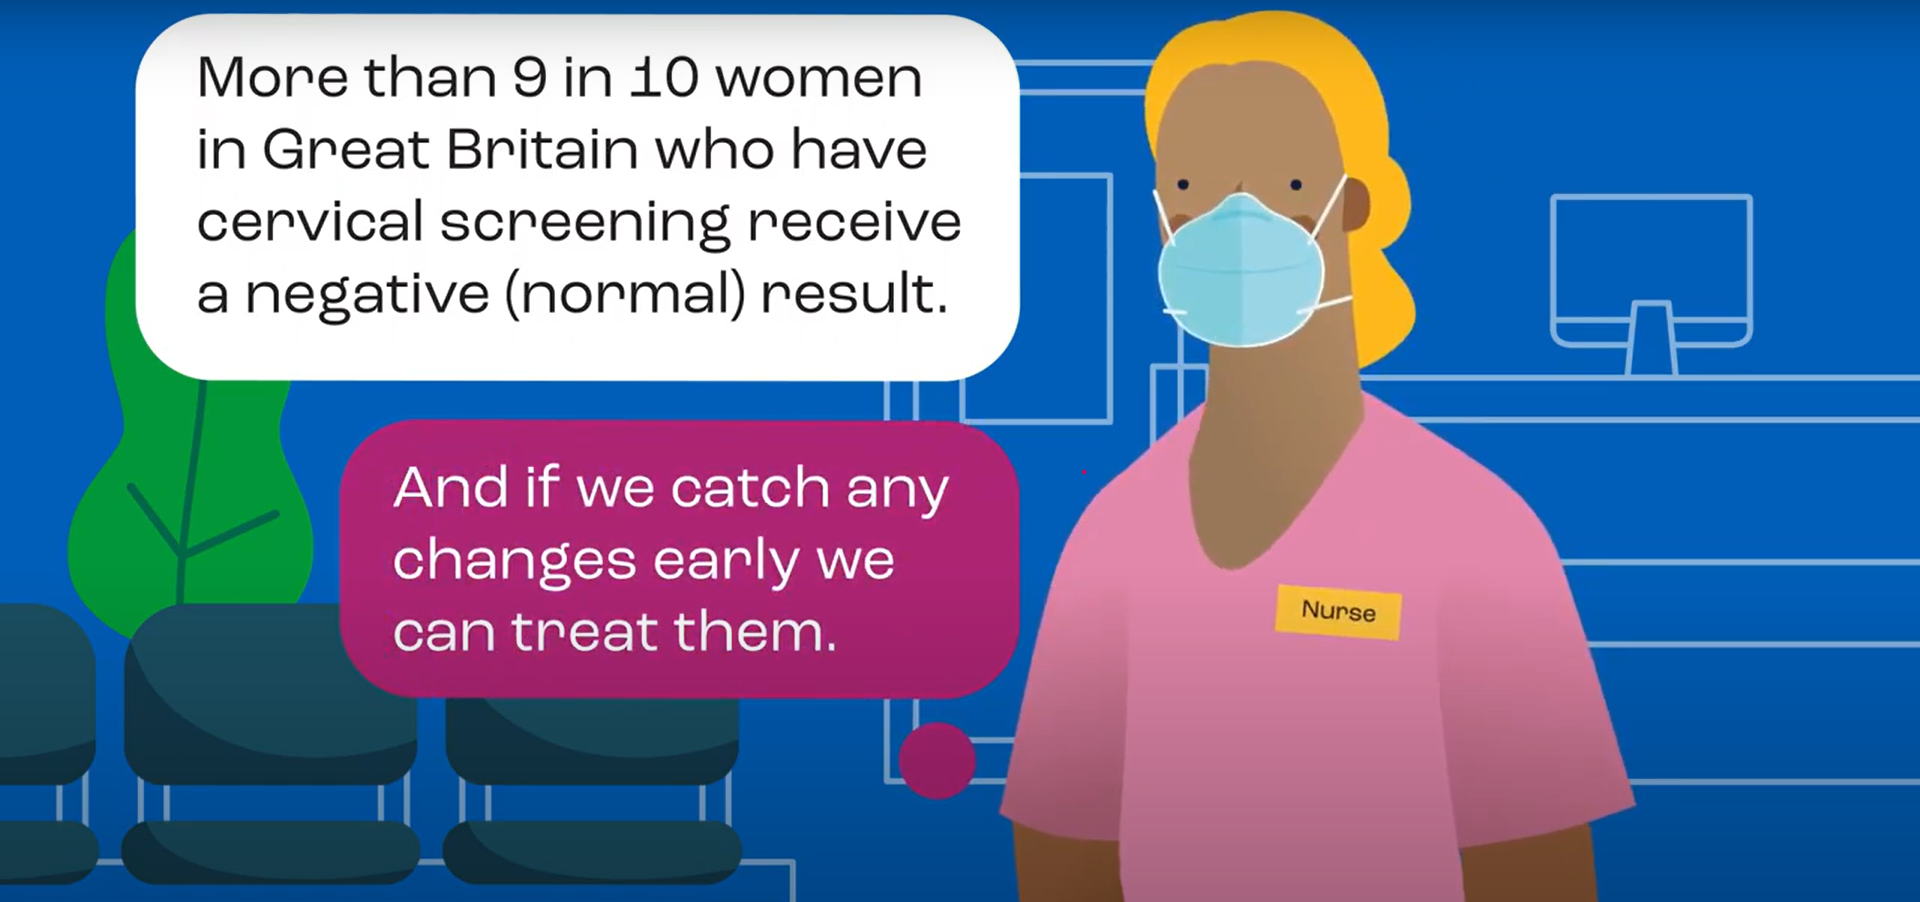 More than 9 in 10 women
in Great Britain who have
cervical screening receive
a negative (normal) result.
And if we catch any
changes early we
can treat them.
Nurse